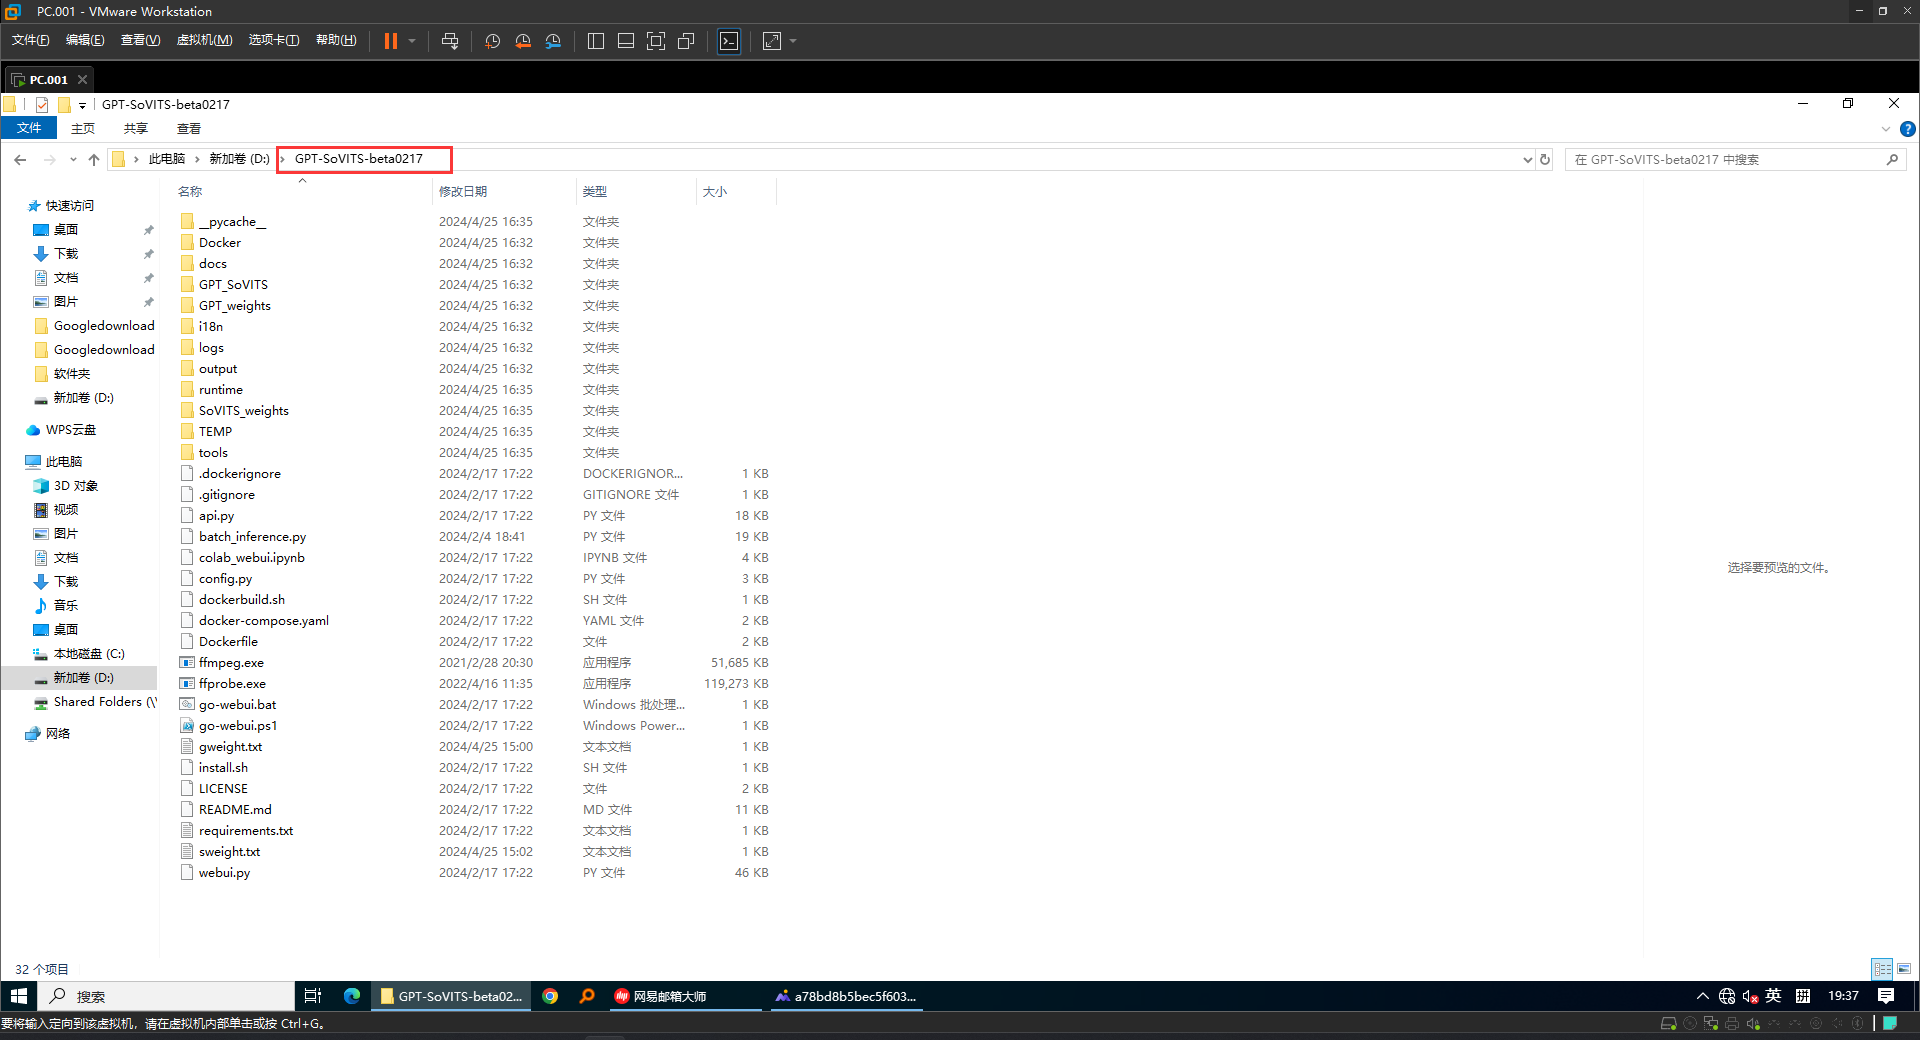 PC.001 - VMware Workstation
文件(F) 编辑(E) 查看(V) 虚拟机(M) 选项卡(T) 帮助(H)
PC.001
GPT-SoVITS-beta0217
文件 主页 共享 查看
此电脑 新加卷 (D:) GPT-SoVITS-beta0217
在 GPT-SoVITS-beta0217 中搜索
快速访问
桌面
下载
文档
图片
Googledownload
Googledownload
软件夹
新加卷 (D:)
WPS云盘
此电脑
3D 对象
视频
图片
文档
下载
音乐
桌面
本地磁盘 (C:)
新加卷 (D:)
Shared Folders (\\
网络
名称 修改日期 类型 大小
__pycache__ 2024/4/25 16:35 文件夹
Docker 2024/4/25 16:32 文件夹
docs 2024/4/25 16:32 文件夹
GPT_SoVITS 2024/4/25 16:32 文件夹
GPT_weights 2024/4/25 16:32 文件夹
i18n 2024/4/25 16:32 文件夹
logs 2024/4/25 16:32 文件夹
output 2024/4/25 16:32 文件夹
runtime 2024/4/25 16:35 文件夹
SoVITS_weights 2024/4/25 16:35 文件夹
TEMP 2024/4/25 16:35 文件夹
tools 2024/4/25 16:35 文件夹
.dockerignore 2024/2/17 17:22 DOCKERIGNOR... 1 KB
.gitignore 2024/2/17 17:22 GITIGNORE 文件 1 KB
api.py 2024/2/17 17:22 PY 文件 18 KB
batch_inference.py 2024/2/4 18:41 PY 文件 19 KB
colab_webui.ipynb 2024/2/17 17:22 IPYNB 文件 4 KB
config.py 2024/2/17 17:22 PY 文件 3 KB
dockerbuild.sh 2024/2/17 17:22 SH 文件 1 KB
docker-compose.yaml 2024/2/17 17:22 YAML 文件 2 KB
Dockerfile 2024/2/17 17:22 文件 2 KB
ffmpeg.exe 2021/2/28 20:30 应用程序 51,685 KB
ffprobe.exe 2022/4/16 11:35 应用程序 119,273 KB
go-webui.bat 2024/2/17 17:22 Windows 批处理... 1 KB
go-webui.ps1 2024/2/17 17:22 Windows Power... 1 KB
gweight.txt 2024/4/25 15:00 文本文档 1 KB
install.sh 2024/2/17 17:22 SH 文件 1 KB
LICENSE 2024/2/17 17:22 文件 2 KB
README.md 2024/2/17 17:22 MD 文件 11 KB
requirements.txt 2024/2/17 17:22 文本文档 1 KB
sweight.txt 2024/4/25 15:02 文本文档 1 KB
webui.py 2024/2/17 17:22 PY 文件 46 KB
选择要预览的文件。
32 个项目
搜索 GPT-SoVITS-beta02... 网易邮箱大师 a78bd8b5bec5f603... 英 拼 19:37
要将输入定向到该虚拟机，请在虚拟机内部单击或按 Ctrl+G。